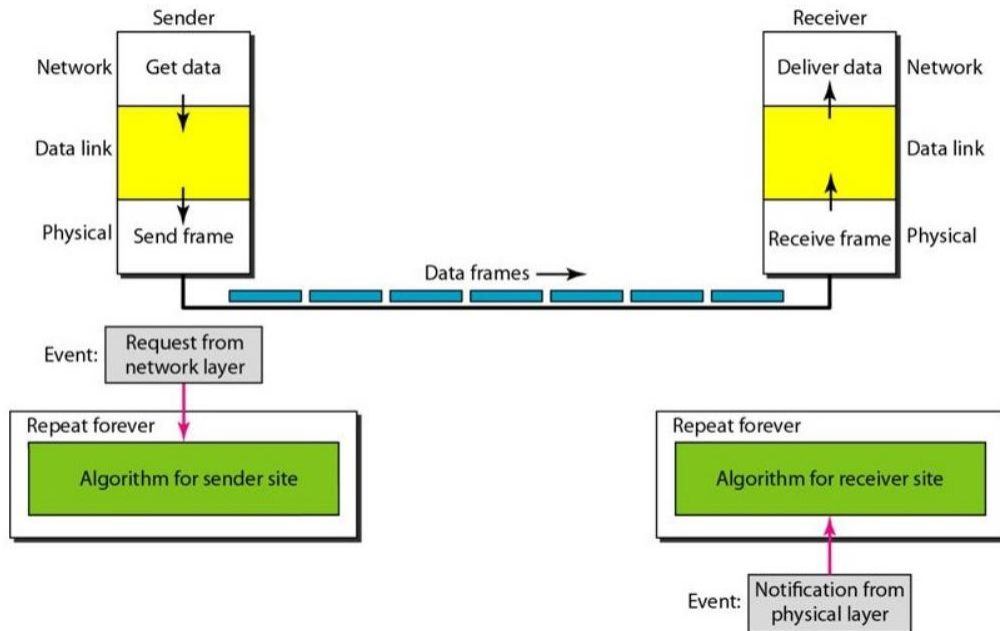 Sender
Receiver
Network
Get data
Deliver data
Network
Data link
Data link
Physical
Send frame
Receive frame
Physical
Data frames
Event:
Request from
network layer
Repeat forever
Algorithm for sender site
Repeat forever
Algorithm for receiver site
Event:
Notification from
physical layer